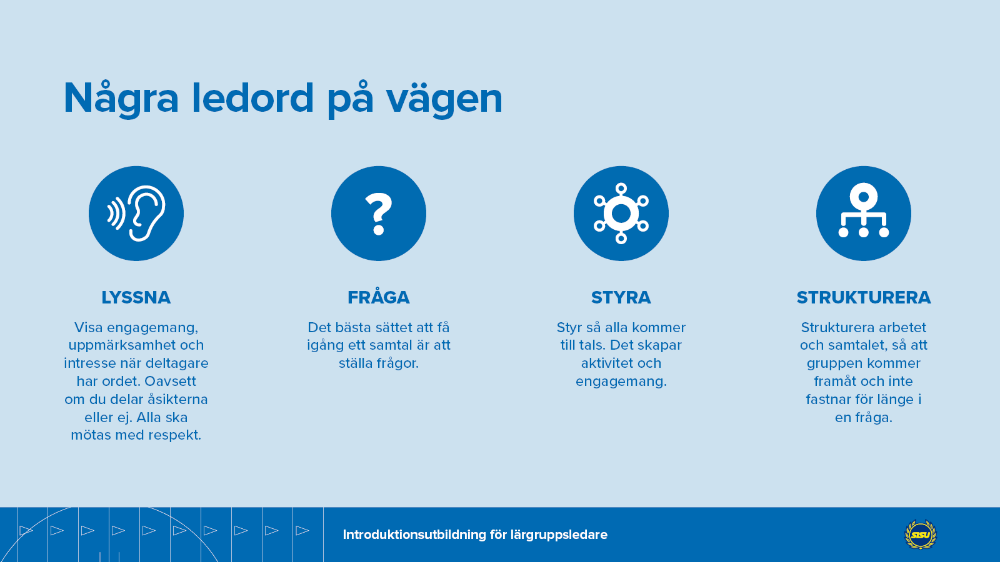 Några ledord på vägen
?
LYSSNA
Visa engagemang,
uppmärksamhet och
intresse när deltagare
har ordet. Oavsett
om du delar åsikterna
eller ej. Alla ska
mötas med respekt.
FRÅGA
Det bästa sättet att få
igång ett samtal är att
ställa frågor.
STYRA
Styr så alla kommer
till tals. Det skapar
aktivitet och
engagemang.
STRUKTURERA
Strukturera arbetet
och samtalet, så att
gruppen kommer
framåt och inte
fastnar för länge i
en fråga.
Introduktionsutbildning för lärgruppsledare
SISU